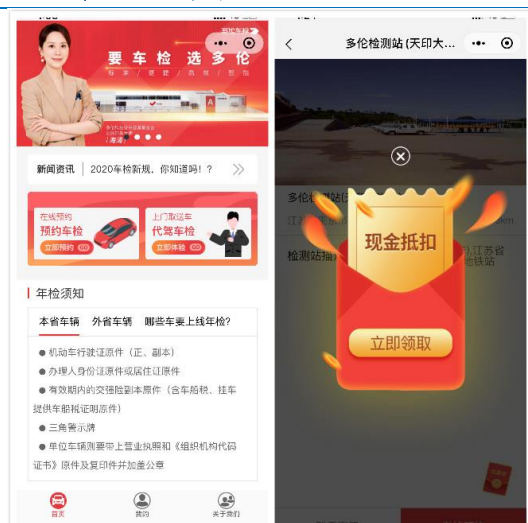 要车检 选多伦
新闻资讯
2020车检新规，你知道吗！？
在线预约
预约车检
立即预约 GO
上门取送车
代驾车检
立即体验 GO
年检须知
本省车辆 外省车辆 哪些车要上线年检?
● 机动车行驶证原件（正、副本）
● 办理人身份证原件或居住证原件
● 有效期内的交强险副本原件（含车船税、挂车
提供车船税证明原件）
● 三角警示牌
● 单位车辆则要带上营业执照和《组织机构代码
证书》原件及复印件并加盖公章
首页
我的
关于我们
多伦检测站 (天印大...
现金抵扣
立即领取
km
江苏省
地铁站